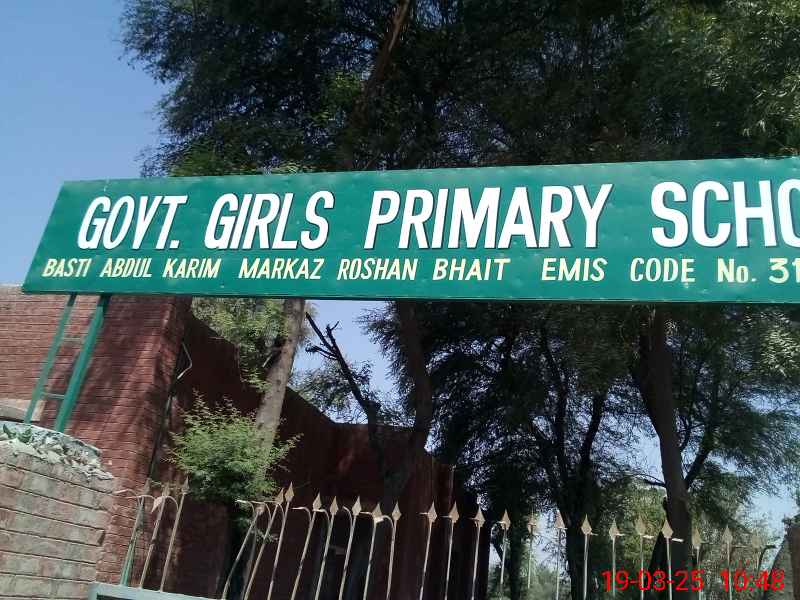 GOVT. GIRLS PRIMARY SCHO
BASTI ABDUL KARIM MARKAZ ROSHAN BHAIT EMIS CODE No. 31
19-03-25 10:48